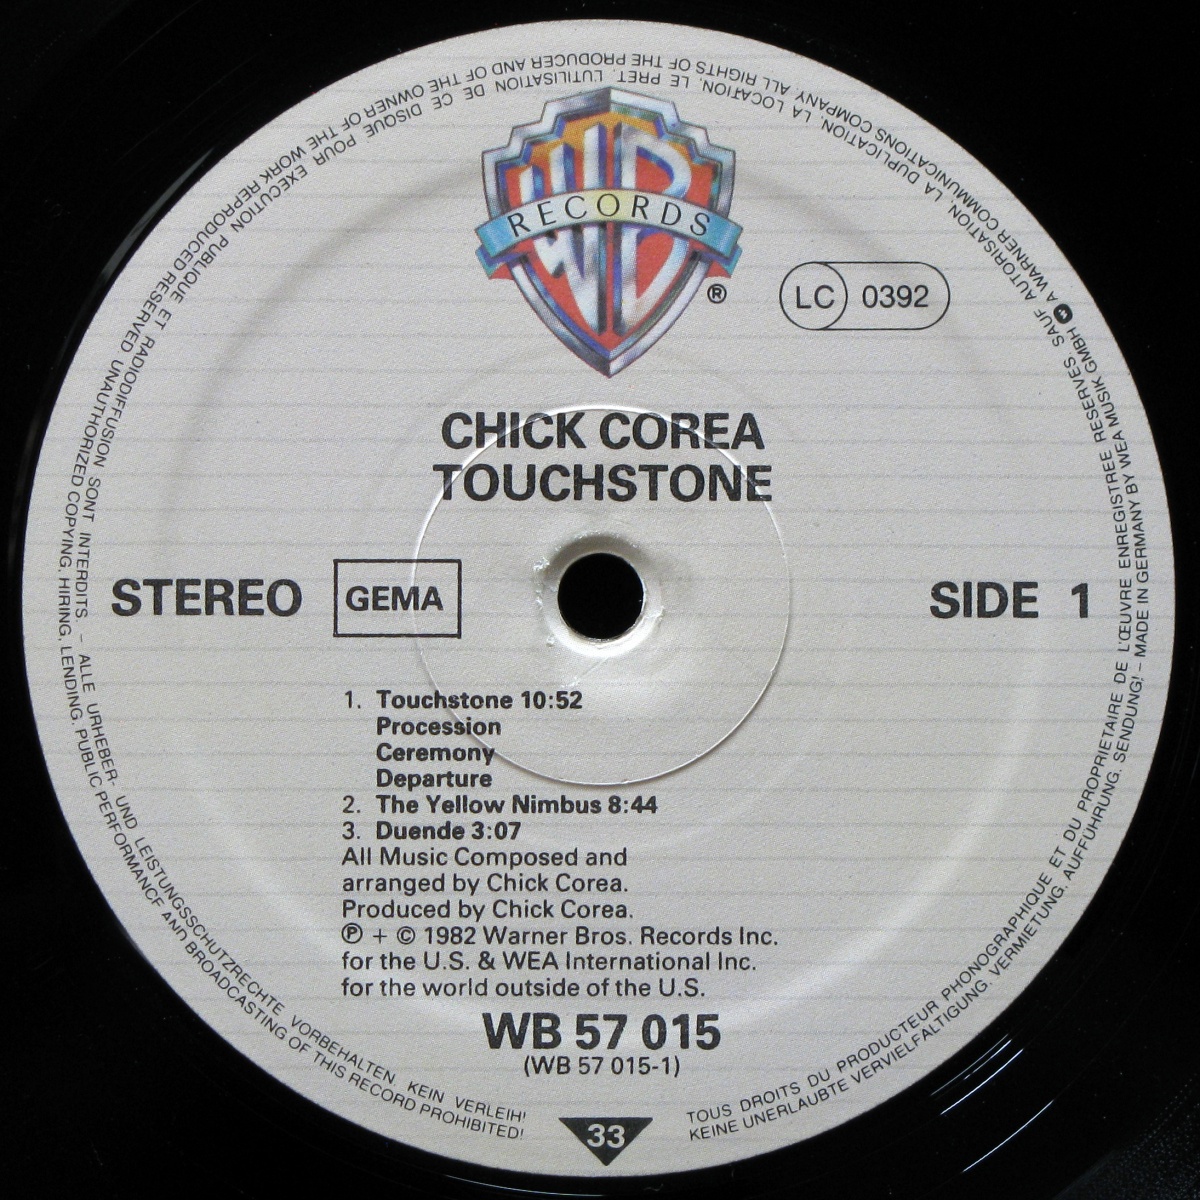 WB
RECORDS
®
LC 0392
CHICK COREA
TOUCHSTONE
STEREO GEMA SIDE 1
1. Touchstone 10:52
Procession
Ceremony
Departure
2. The Yellow Nimbus 8:44
3. Duende 3:07
All Music Composed and
arranged by Chick Corea.
Produced by Chick Corea.
℗ + © 1982 Warner Bros. Records Inc.
for the U.S. & WEA International Inc.
for the world outside of the U.S.
WB 57 015
(WB 57 015-1)
33
TOUS DROITS DU PRODUCTEUR PHONOGRAPHIQUE ET DU PROPRIETAIRE DE L'ŒUVRE ENREGISTREE RESERVES. SAUF AUTORISATION, LA DUPLICATION, LA LOCATION, LE PRET, L'UTILISATION DE CE DISQUE POUR EXECUTION PUBLIQUE ET RADIODIFFUSION SONT INTERDITS – ALLE URHEBER- UND LEISTUNGSSCHUTZRECHTE VORBEHALTEN. KEIN VERLEIH!
KEINE UNERLAUBTE VERVIELFALTIGUNG, VERMIETUNG, AUFFÜHRUNG, SENDUNG! – MADE IN GERMANY BY WEA MUSIK GMBH A WARNER COMMUNICATIONS COMPANY ALL RIGHTS OF THE PRODUCER AND OF THE OWNER OF THE WORK REPRODUCED RESERVED UNAUTHORIZED COPYING, HIRING, LENDING, PUBLIC PERFORMANCE AND BROADCASTING OF THIS RECORD PROHIBITED!